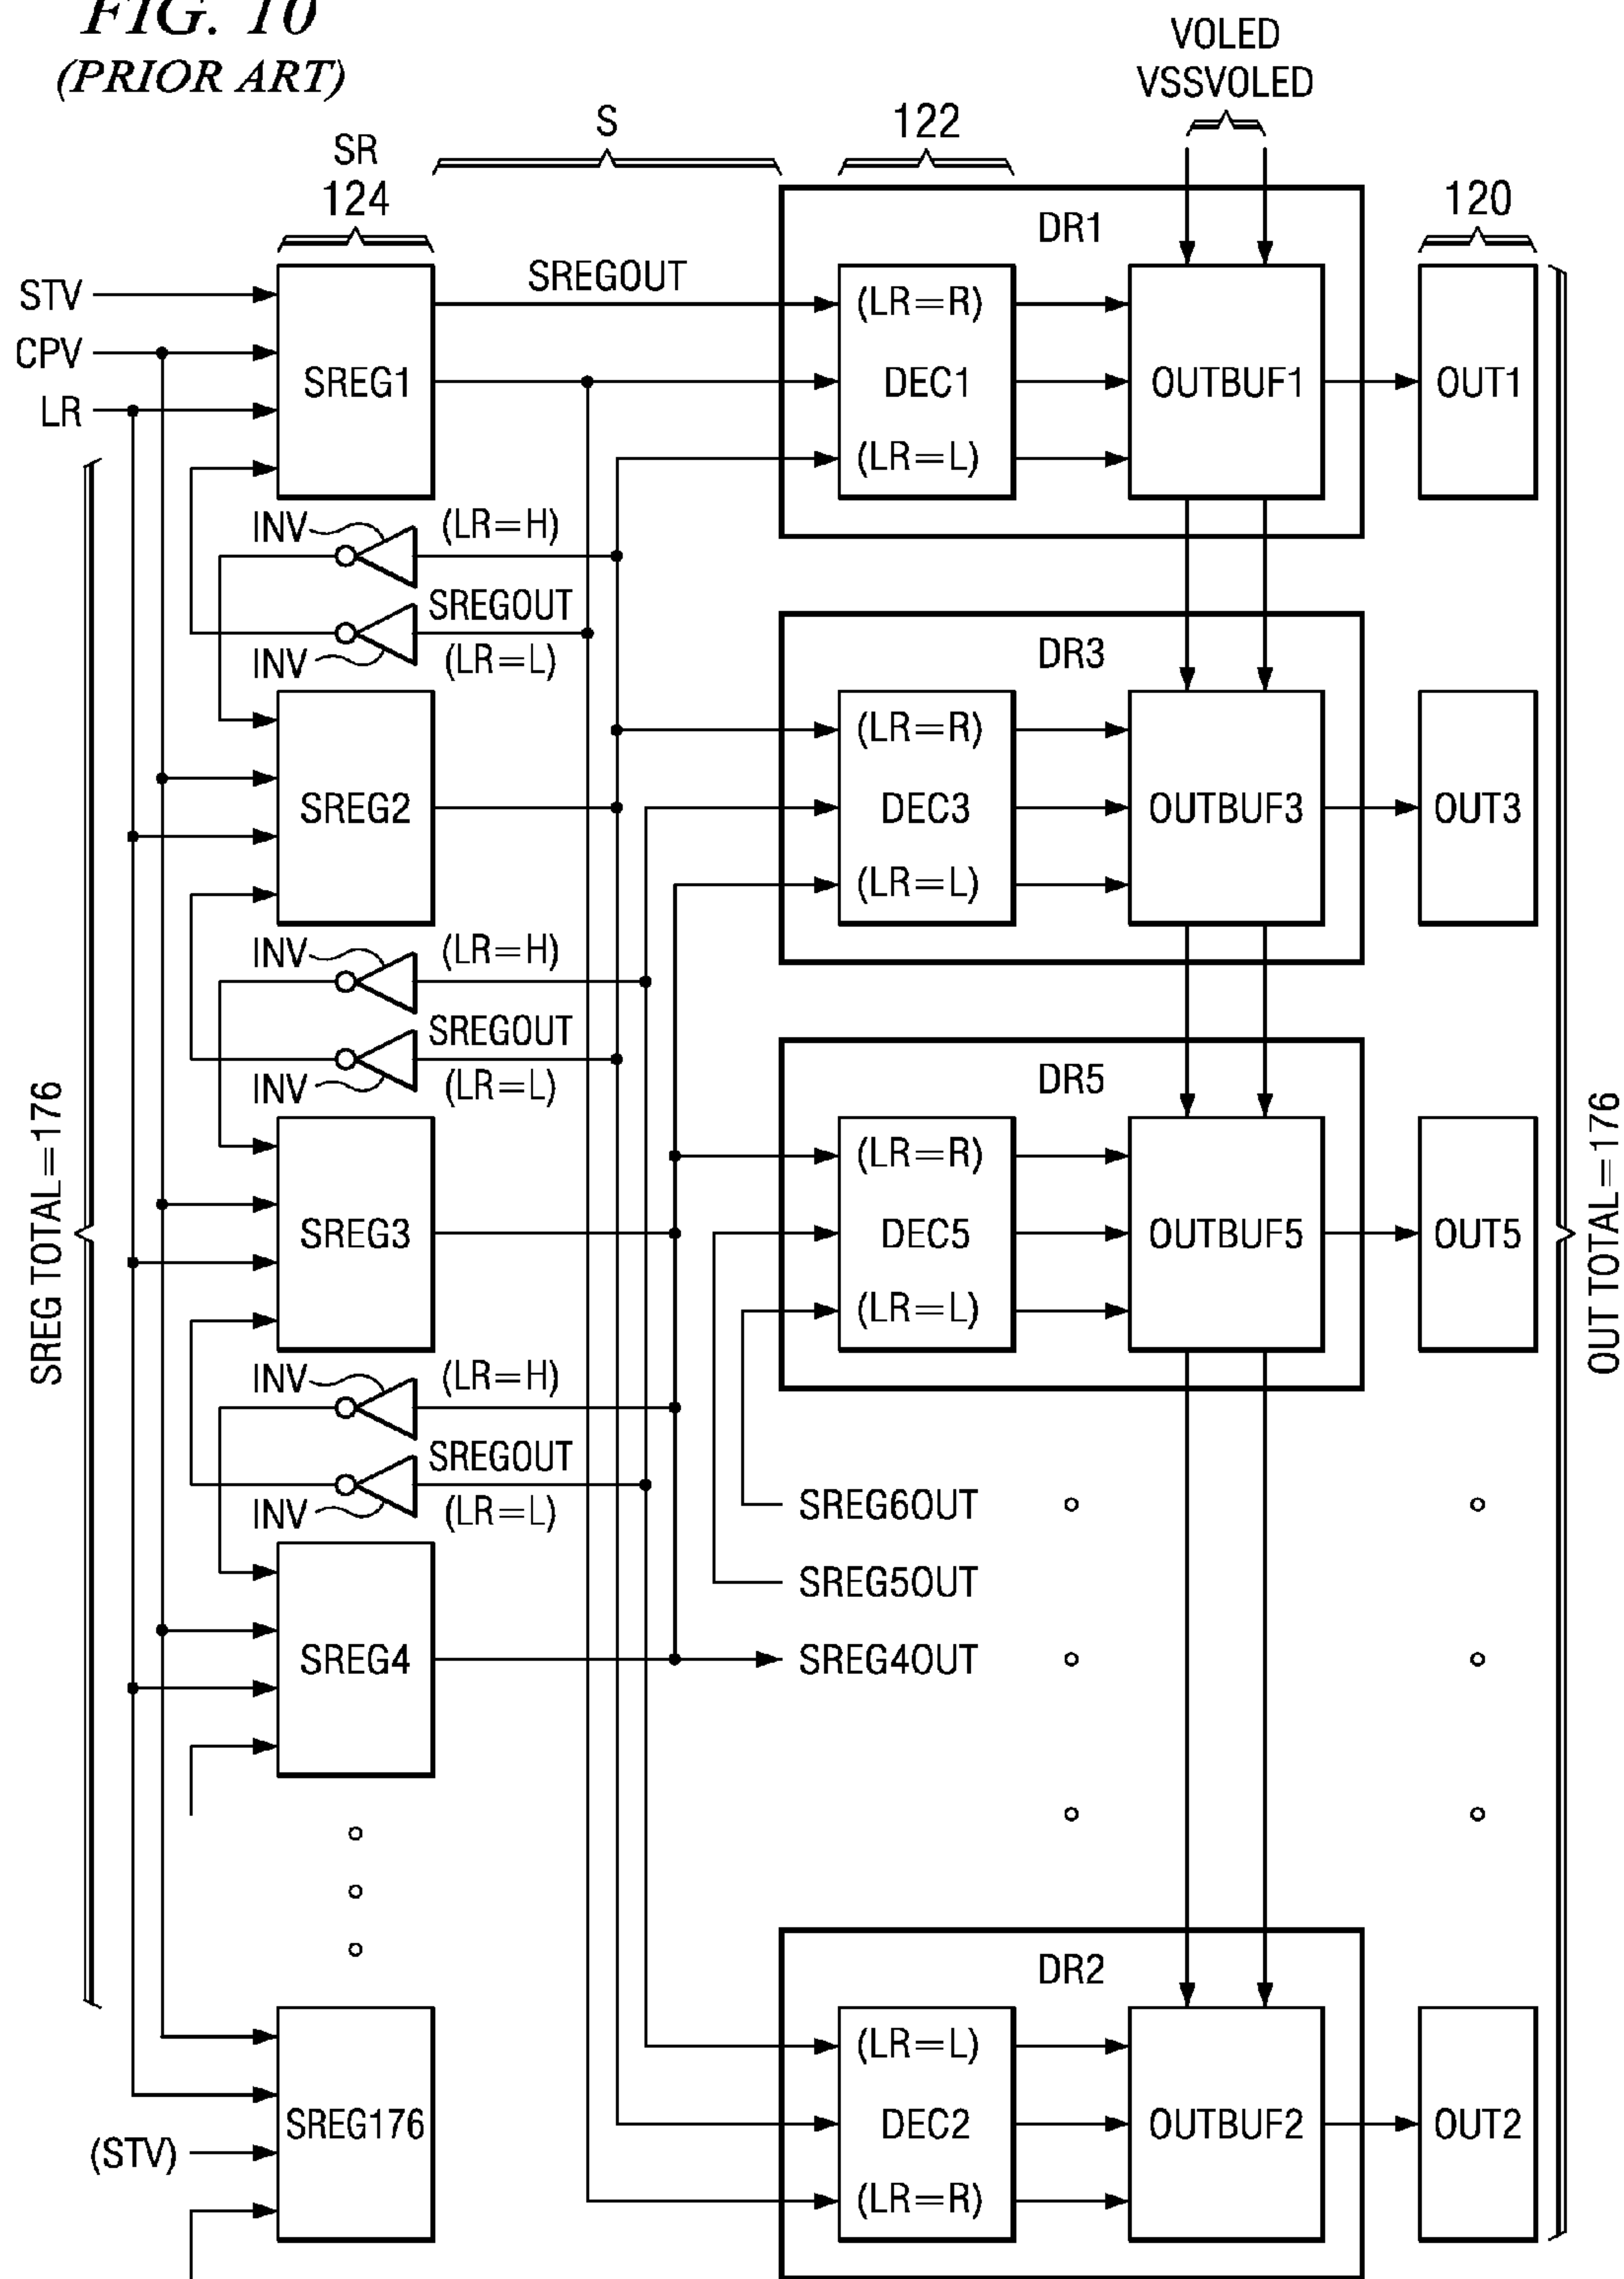 FIG. 10
(PRIOR ART)
VOLED
VSSVOLED
S
122
SR
124
120
DR1
STV
CPV
LR
SREGOUT
SREG1
(LR=R)
DEC1
(LR=L)
OUTBUF1
OUT1
INV
(LR=H)
SREGOUT
INV
(LR=L)
DR3
SREG2
(LR=R)
DEC3
(LR=L)
OUTBUF3
OUT3
INV
(LR=H)
SREGOUT
INV
(LR=L)
DR5
SREG TOTAL=176
OUT TOTAL=176
SREG3
(LR=R)
DEC5
(LR=L)
OUTBUF5
OUT5
INV
(LR=H)
SREGOUT
INV
(LR=L)
SREG6OUT
SREG5OUT
SREG4
SREG4OUT
DR2
SREG176
(STV)
(LR=L)
DEC2
(LR=R)
OUTBUF2
OUT2